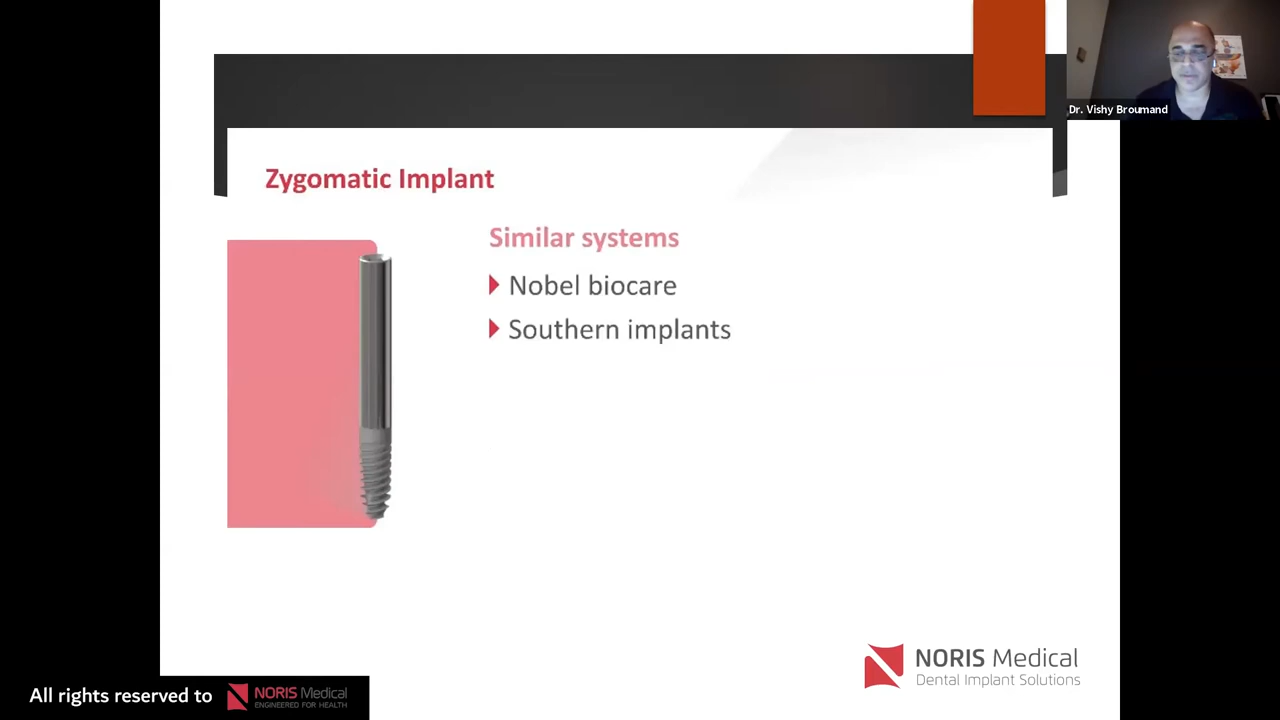 Dr. Vishy Broumand
Zygomatic Implant
Similar systems
Nobel biocare
Southern implants
NORIS Medical
Dental Implant Solutions
All rights reserved to
NORIS Medical
ENGINEERED FOR HEALTH